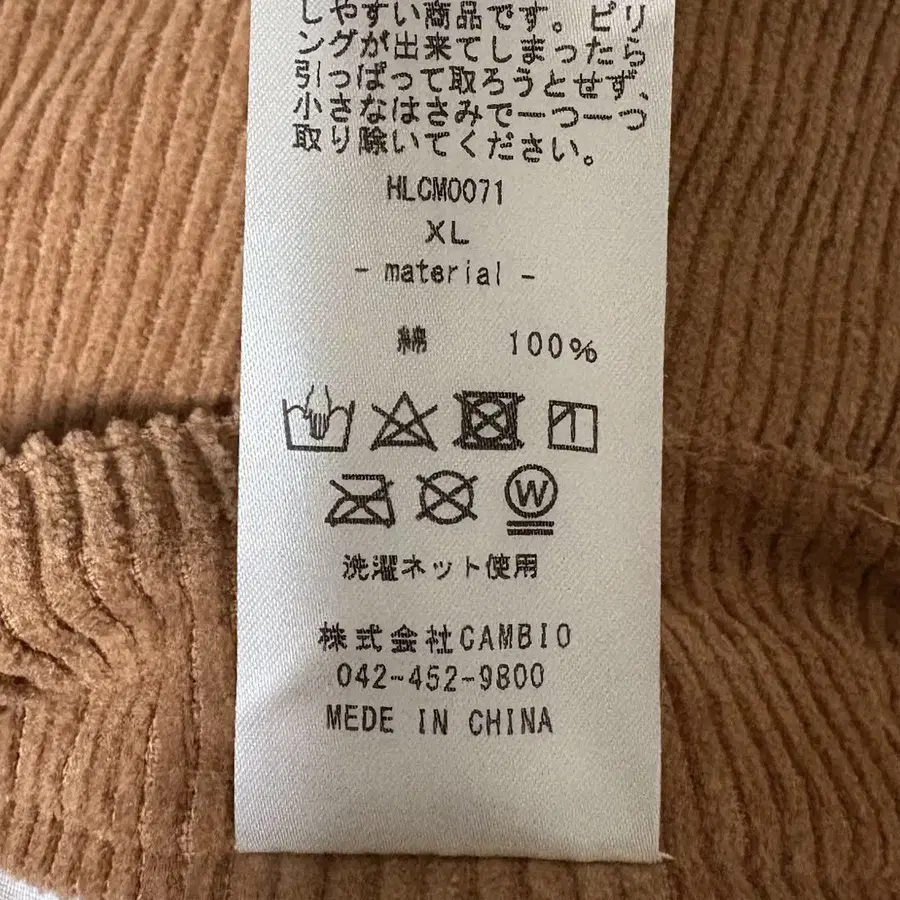 しやすい商品です。ピリ
ングが出来てしまったら
引っぱって取ろうとせず、
小さなはさみで一つ一つ
取り除いてください。
HLCM0071
XL
- material -
綿 100%
W
洗濯ネット使用
株式会社CAMBIO
042-452-9800
MEDE IN CHINA